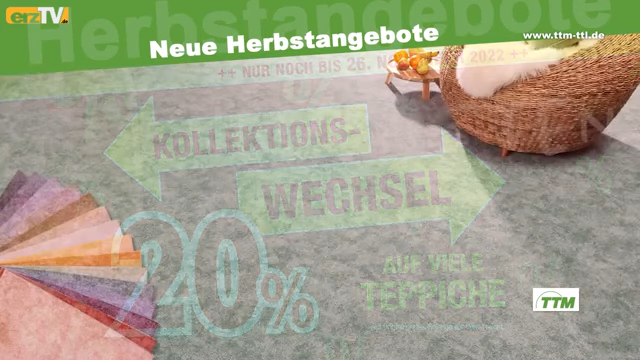 erzTV.de
Herbstangebote
Neue Herbstangebote
www.ttm-ttl.de
++ NUR NOCH BIS 26. 2022 ++
KOLLEKTIONS-
WECHSEL
20%
AUF VIELE
TEPPICHE
TTM